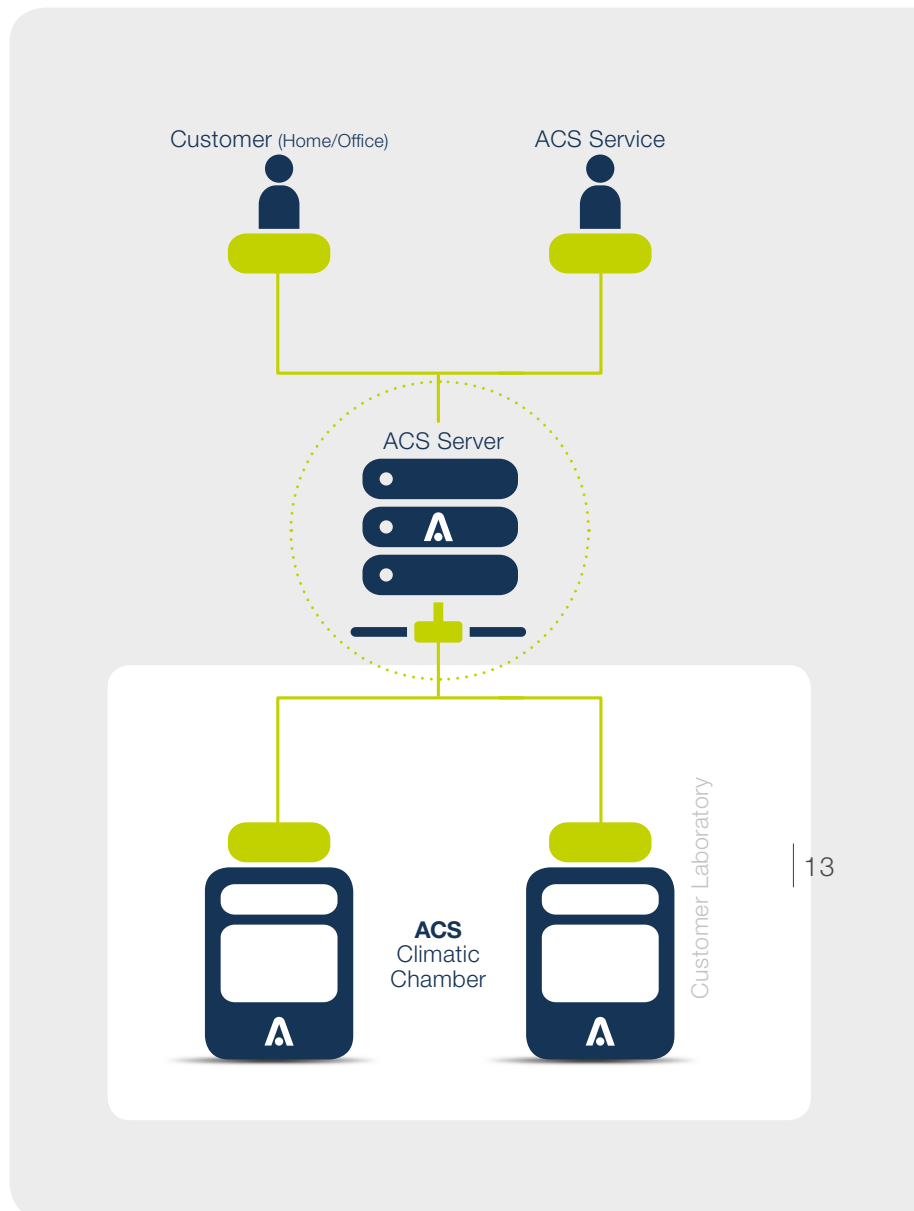 Customer (Home/Office)
ACS Service
ACS Server
ACS
Climatic
Chamber
Customer Laboratory
13